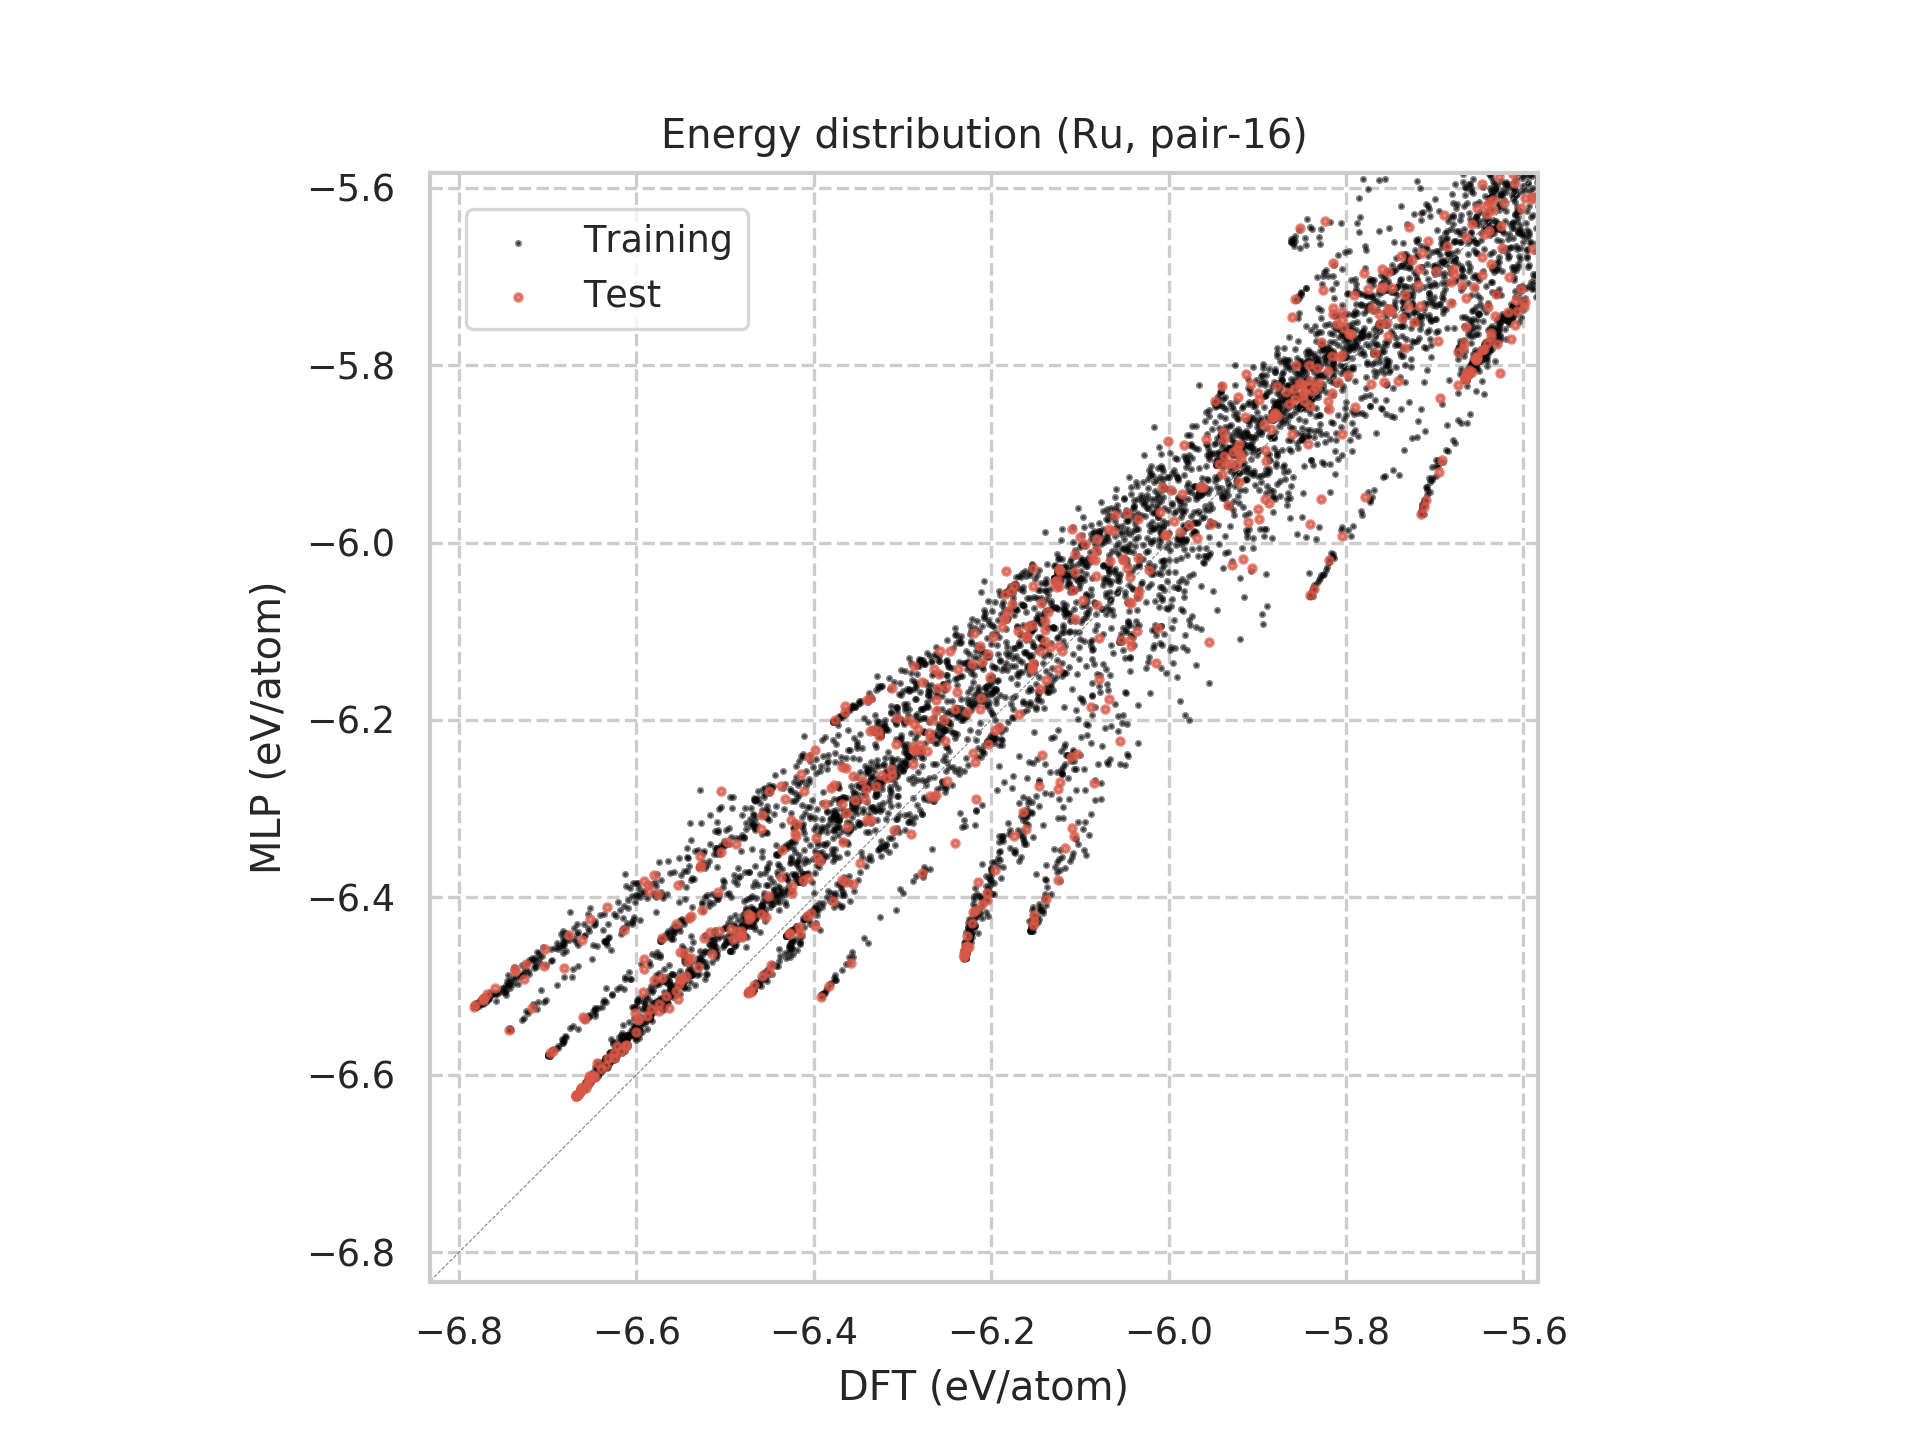 Energy distribution (Ru, pair-16)
Training
Test
MLP (eV/atom)
−5.6
−5.8
−6.0
−6.2
−6.4
−6.6
−6.8
−6.8 −6.6 −6.4 −6.2 −6.0 −5.8 −5.6
DFT (eV/atom)